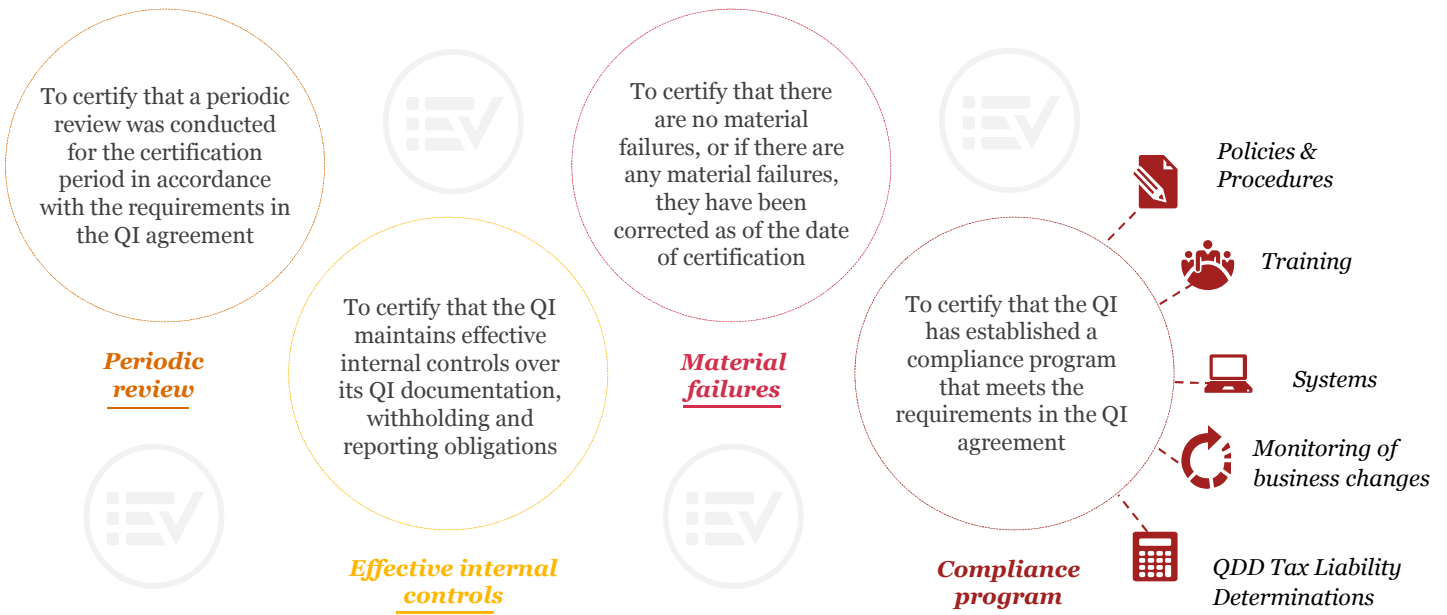 To certify that a periodic
review was conducted
for the certification
period in accordance
with the requirements in
the QI agreement
Periodic
review
To certify that the QI
maintains effective
internal controls over
its QI documentation,
withholding and
reporting obligations
Effective internal
controls
To certify that there
are no material
failures, or if there are
any material failures,
they have been
corrected as of the date
of certification
Material
failures
To certify that the QI
has established a
compliance program
that meets the
requirements in the QI
agreement
Compliance
program
Policies &
Procedures
Training
Systems
Monitoring of
business changes
QDD Tax Liability
Determinations